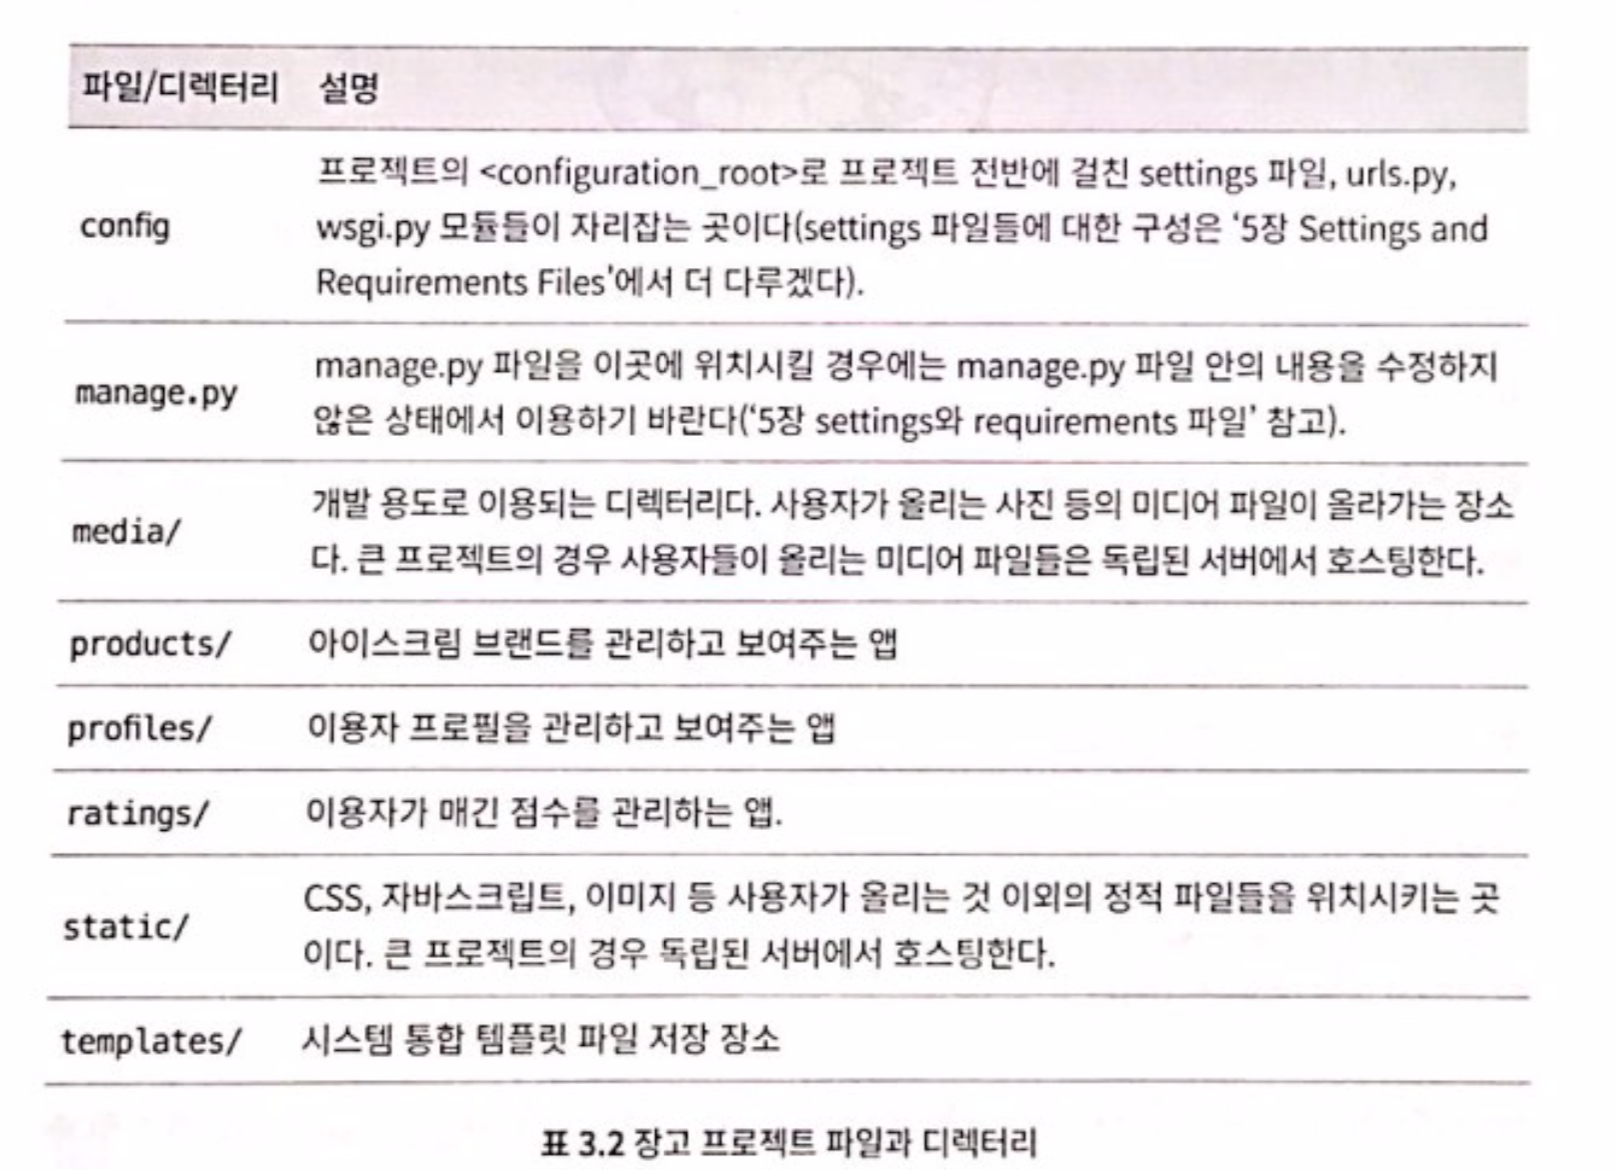 파일/디렉터리 설명
config
프로젝트의 <configuration_root>로 프로젝트 전반에 걸친 settings 파일, urls.py,
wsgi.py 모듈들이 자리잡는 곳이다(settings 파일들에 대한 구성은 ‘5장 Settings and
Requirements Files’에서 더 다루겠다).
manage.py
manage.py 파일을 이곳에 위치시킬 경우에는 manage.py 파일 안의 내용을 수정하지
않은 상태에서 이용하기 바란다(‘5장 settings와 requirements 파일’ 참고).
media/
개발 용도로 이용되는 디렉터리다. 사용자가 올리는 사진 등의 미디어 파일이 올라가는 장소
다. 큰 프로젝트의 경우 사용자들이 올리는 미디어 파일들은 독립된 서버에서 호스팅한다.
products/ 아이스크림 브랜드를 관리하고 보여주는 앱
profiles/ 이용자 프로필을 관리하고 보여주는 앱
ratings/ 이용자가 매긴 점수를 관리하는 앱.
static/
CSS, 자바스크립트, 이미지 등 사용자가 올리는 것 이외의 정적 파일들을 위치시키는 곳
이다. 큰 프로젝트의 경우 독립된 서버에서 호스팅한다.
templates/ 시스템 통합 템플릿 파일 저장 장소
표 3.2 장고 프로젝트 파일과 디렉터리